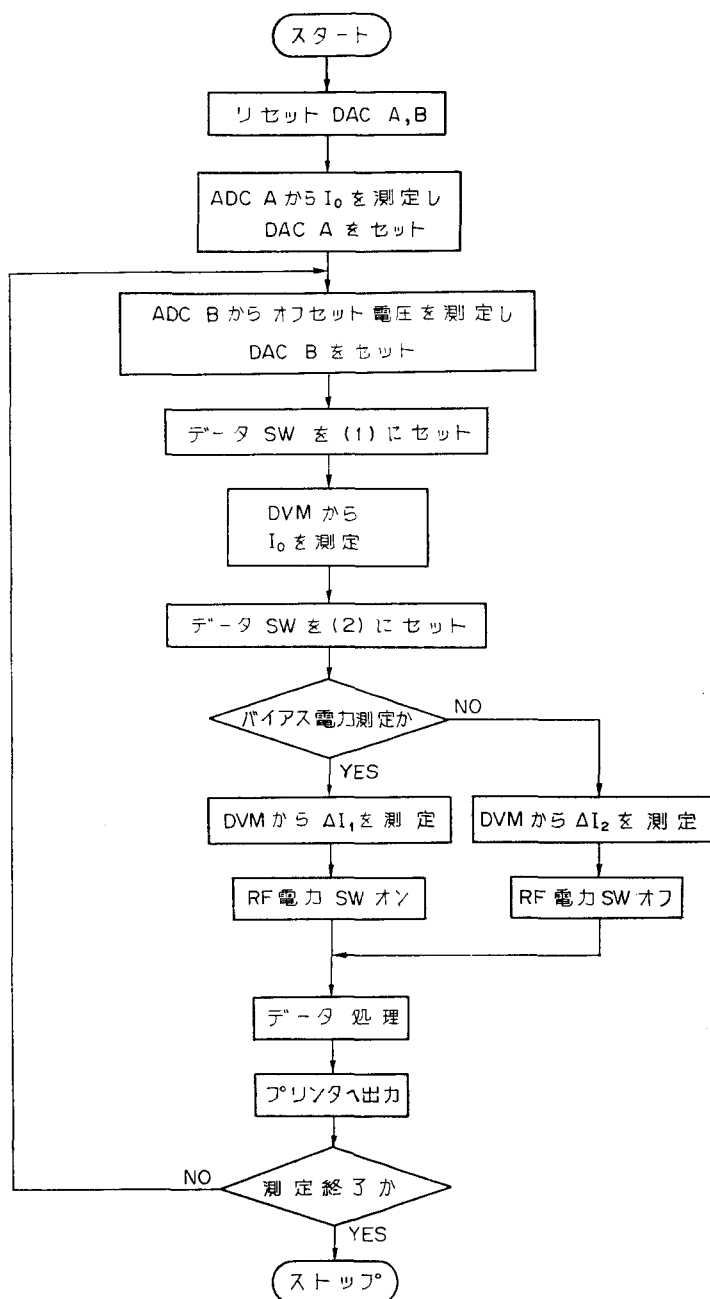 スタート
リセット DAC A,B
ADC A から I₀ を測定し
DAC A をセット
ADC B から オフセット 電圧を測定し
DAC B をセット
データ SW を (1) にセット
DVM から
I₀ を測定
データ SW を (2) にセット
バイアス電力測定か
NO
YES
DVM から ΔI₁ を測定
DVM から ΔI₂ を測定
RF 電力 SW オン
RF 電力 SW オフ
データ 処理
プリンタへ出力
NO
測定終了か
YES
ストップ